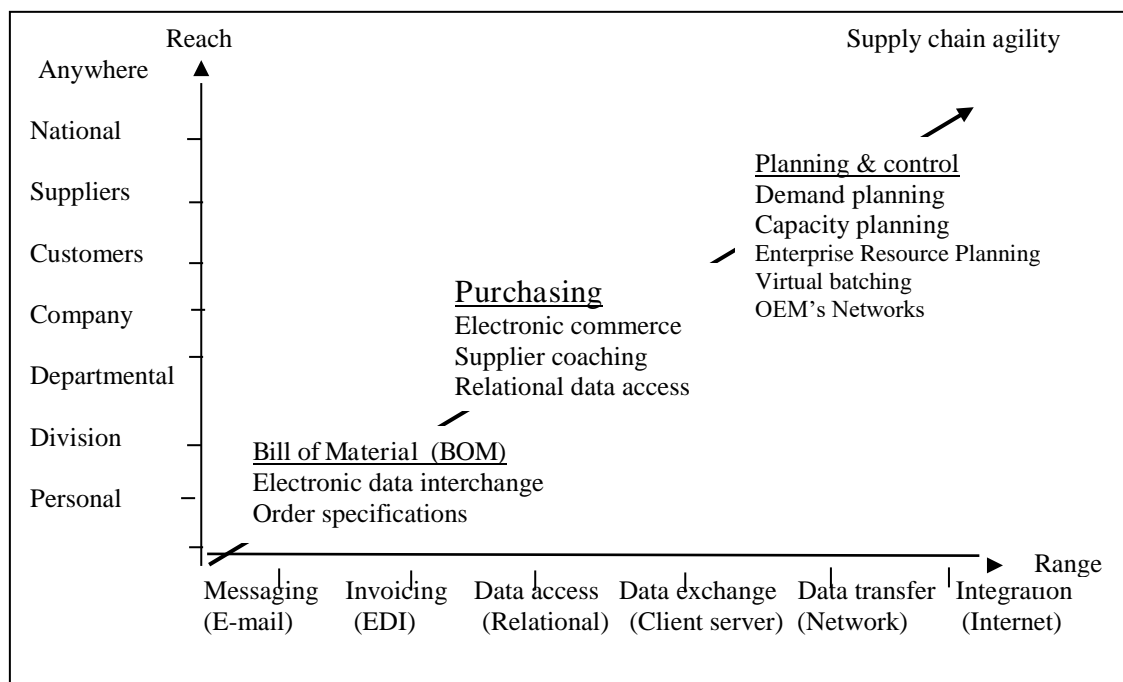 Reach
Supply chain agility
Anywhere
National
Suppliers
Customers
Company
Departmental
Division
Personal
Planning & control
Demand planning
Capacity planning
Enterprise Resource Planning
Virtual batching
OEM's Networks
Purchasing
Electronic commerce
Supplier coaching
Relational data access
Bill of Material (BOM)
Electronic data interchange
Order specifications
Range
Messaging
(E-mail)
Invoicing
(EDI)
Data access
(Relational)
Data exchange
(Client server)
Data transfer
(Network)
Integration
(Internet)